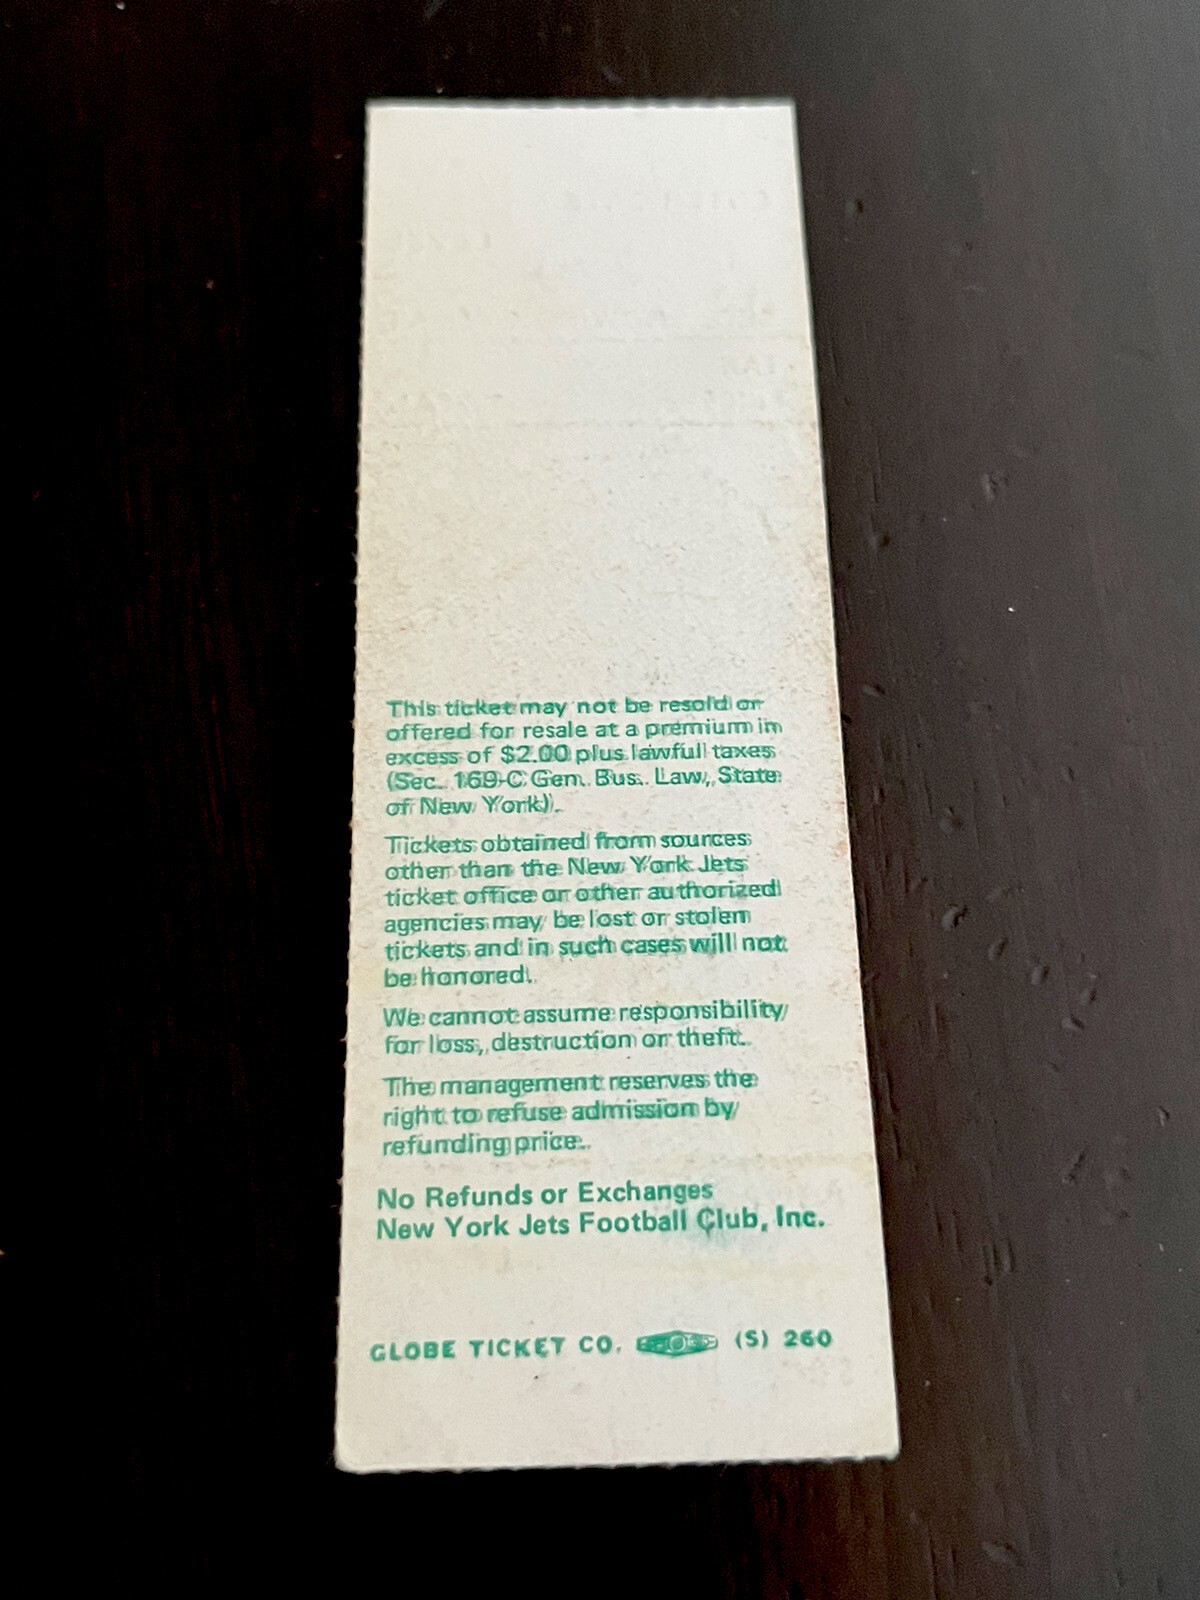 This ticket may not be resold or
offered for resale at a premium in
excess of $2.00 plus lawfull taxes
(Sec. 169-C Gen. Bus. Law, State
of New York).
Tickets obtained from sources
other than the New York Jets
ticket office or other authorized
agencies may be lost or stolen
tickets and in such cases will not
be honored.
We cannot assume responsibility
for loss, destruction or theft.
The management reserves the
right to refuse admission by
refunding price.
No Refunds or Exchanges
New York Jets Football Club, Inc.
GLOBE TICKET CO. (S) 260